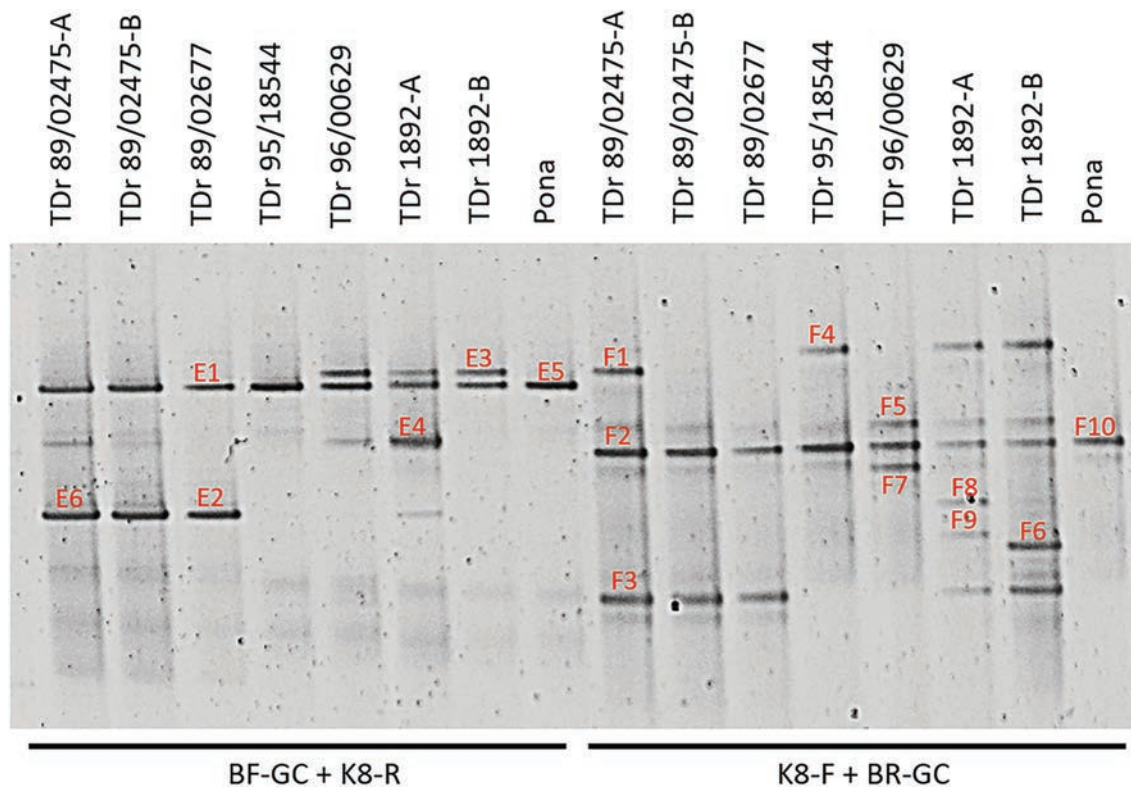 TDr 89/02475-A
TDr 89/02475-B
TDr 89/02677
TDr 95/18544
TDr 96/00629
TDr 1892-A
TDr 1892-B
Pona
TDr 89/02475-A
TDr 89/02475-B
TDr 89/02677
TDr 95/18544
TDr 96/00629
TDr 1892-A
TDr 1892-B
Pona
F4
E1 E3 E5 F1
F5
E4 F2 F10
F7
E6 E2 F8
F9 F6
F3
BF-GC + K8-R K8-F + BR-GC